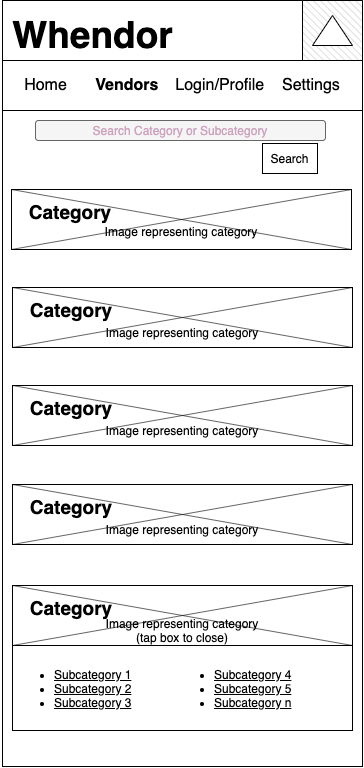 Whendor
Home Vendors Login/Profile Settings
Search Category or Subcategory
Search
Category
Image representing category
Category
Image representing category
Category
Image representing category
Category
Image representing category
Category
Image representing category
(tap box to close)
Subcategory 1
Subcategory 2
Subcategory 3
Subcategory 4
Subcategory 5
Subcategory n